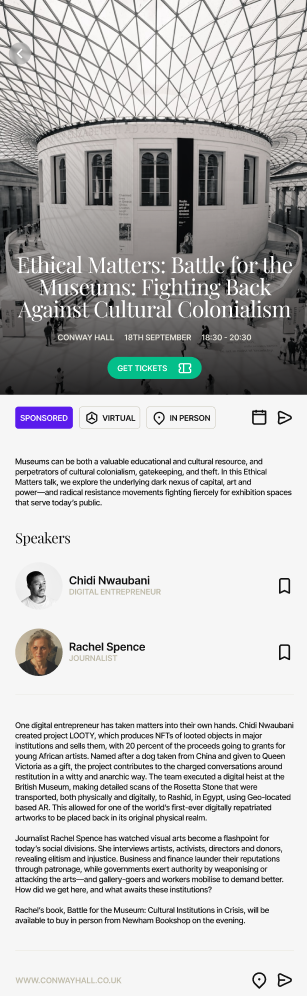 Ethical Matters: Battle for the
Museums: Fighting Back
Against Cultural Colonialism
CONWAY HALL 18TH SEPTEMBER 18:30 - 20:30
GET TICKETS
SPONSORED VIRTUAL IN PERSON
Museums can be both a valuable educational and cultural resource, and
perpetrators of cultural colonialism, gatekeeping, and theft. In this Ethical
Matters talk, we explore the underlying dark nexus of capital, art and
power—and radical resistance movements fighting fiercely for exhibition spaces
that serve today's public.
Speakers
Chidi Nwaubani
DIGITAL ENTREPRENEUR
Rachel Spence
JOURNALIST
One digital entrepreneur has taken matters into their own hands. Chidi Nwaubani
created project LOOTY, which produces NFTs of looted objects in major
institutions and sells them, with 20 percent of the proceeds going to grants for
young African artists. Named after a dog taken from China and given to Queen
Victoria as a gift, the project contributes to the charged conversations around
restitution in a witty and anarchic way. The team executed a digital heist at the
British Museum, making detailed scans of the Rosetta Stone that were
transported, both physically and digitally, to Rashid, in Egypt, using Geo-located
based AR. This allowed for one of the world's first-ever digitally repatriated
artworks to be placed back in its original physical realm.
Journalist Rachel Spence has watched visual arts become a flashpoint for
today's social divisions. She interviews artists, activists, directors and donors,
revealing elitism and injustice. Business and finance launder their reputations
through patronage, while governments exert authority by weaponising or
attacking the arts—and gallery-goers and workers mobilise to demand better.
How did we get here, and what awaits these institutions?
Rachel's book, Battle for the Museum: Cultural Institutions in Crisis, will be
available to buy in person from Newham Bookshop on the evening.
WWW.CONWAYHALL.CO.UK